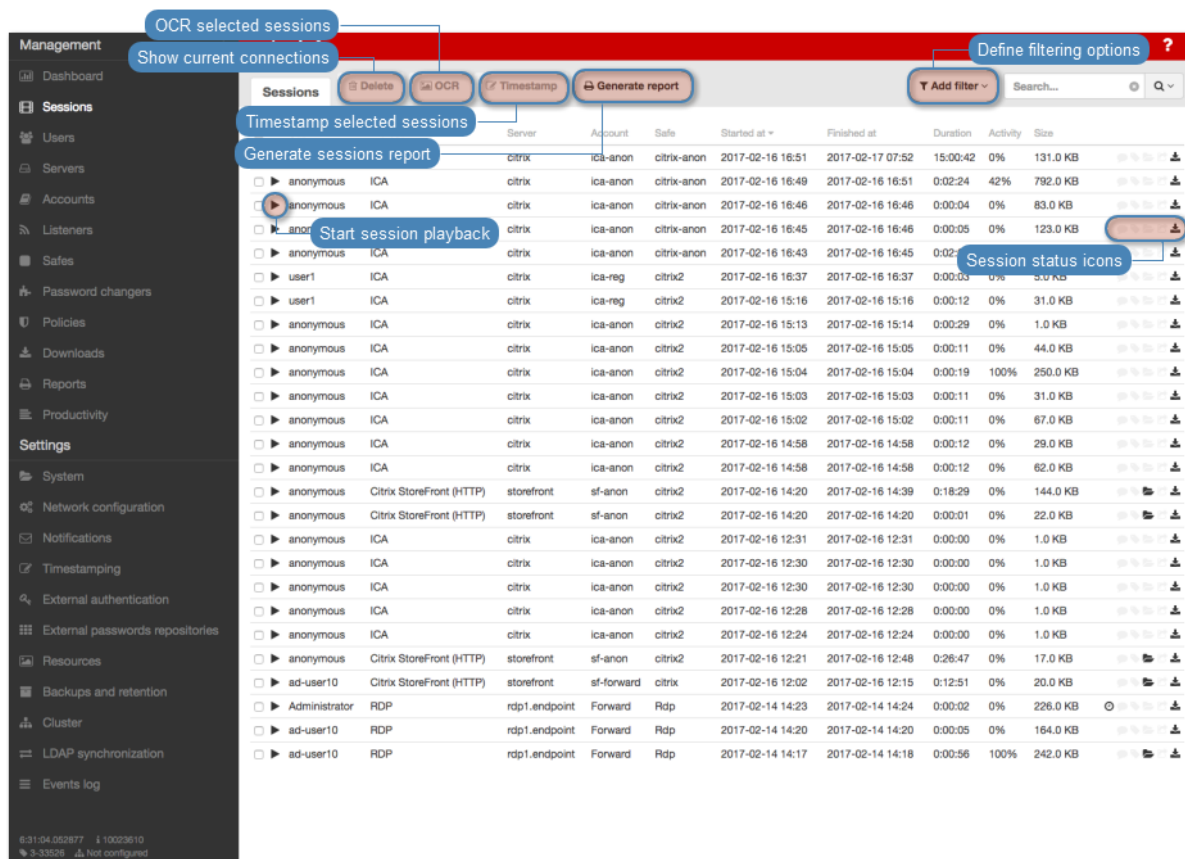 OCR selected sessions
Management
Show current connections
Define filtering options
?
Dashboard
Sessions
Users
Servers
Accounts
Listeners
Safes
Password changers
Policies
Downloads
Reports
Productivity
Settings
System
Network configuration
Notifications
Timestamping
External authentication
External passwords repositories
Resources
Backups and retention
Cluster
LDAP synchronization
Events log
6:31:04.052877 10023610
3-33526 Not configured
Sessions Delete OCR Timestamp Generate report Add filter Search...
Timestamp selected sessions
Generate sessions report
Start session playback
Session status icons
Server Account Safe Started at Finished at Duration Activity Size
citrix ica-anon citrix-anon 2017-02-16 16:51 2017-02-17 07:52 15:00:42 0% 131.0 KB
anonymous ICA citrix ica-anon citrix-anon 2017-02-16 16:49 2017-02-16 16:51 0:02:24 42% 792.0 KB
anonymous ICA citrix ica-anon citrix-anon 2017-02-16 16:46 2017-02-16 16:46 0:00:04 0% 83.0 KB
citrix ica-anon citrix-anon 2017-02-16 16:45 2017-02-16 16:46 0:00:05 0% 123.0 KB
anonymous ICA citrix ica-anon citrix-anon 2017-02-16 16:43 2017-02-16 16:45
user1 ICA citrix ica-reg citrix2 2017-02-16 16:37 2017-02-16 16:37 0:00:03 0% 5.0 KB
user1 ICA citrix ica-reg citrix2 2017-02-16 15:16 2017-02-16 15:16 0:00:12 0% 31.0 KB
anonymous ICA citrix ica-anon citrix2 2017-02-16 15:13 2017-02-16 15:14 0:00:29 0% 1.0 KB
anonymous ICA citrix ica-anon citrix2 2017-02-16 15:05 2017-02-16 15:05 0:00:11 0% 44.0 KB
anonymous ICA citrix ica-anon citrix2 2017-02-16 15:04 2017-02-16 15:04 0:00:19 100% 250.0 KB
anonymous ICA citrix ica-anon citrix2 2017-02-16 15:03 2017-02-16 15:03 0:00:11 0% 31.0 KB
anonymous ICA citrix ica-anon citrix2 2017-02-16 15:02 2017-02-16 15:02 0:00:11 0% 67.0 KB
anonymous ICA citrix ica-anon citrix2 2017-02-16 14:58 2017-02-16 14:58 0:00:12 0% 29.0 KB
anonymous ICA citrix ica-anon citrix2 2017-02-16 14:58 2017-02-16 14:58 0:00:12 0% 62.0 KB
anonymous Citrix StoreFront (HTTP) storefront sf-anon citrix2 2017-02-16 14:20 2017-02-16 14:39 0:18:29 0% 144.0 KB
anonymous Citrix StoreFront (HTTP) storefront sf-anon citrix2 2017-02-16 14:20 2017-02-16 14:20 0:00:01 0% 22.0 KB
anonymous ICA citrix ica-anon citrix2 2017-02-16 12:31 2017-02-16 12:31 0:00:00 0% 1.0 KB
anonymous ICA citrix ica-anon citrix2 2017-02-16 12:30 2017-02-16 12:30 0:00:00 0% 1.0 KB
anonymous ICA citrix ica-anon citrix2 2017-02-16 12:30 2017-02-16 12:30 0:00:00 0% 1.0 KB
anonymous ICA citrix ica-anon citrix2 2017-02-16 12:28 2017-02-16 12:28 0:00:00 0% 1.0 KB
anonymous ICA citrix ica-anon citrix2 2017-02-16 12:24 2017-02-16 12:24 0:00:00 0% 1.0 KB
anonymous Citrix StoreFront (HTTP) storefront sf-anon citrix2 2017-02-16 12:21 2017-02-16 12:48 0:26:47 0% 17.0 KB
ad-user10 Citrix StoreFront (HTTP) storefront sf-forward citrix 2017-02-16 12:02 2017-02-16 12:15 0:12:51 0% 20.0 KB
Administrator RDP rdp1.endpoint Forward Rdp 2017-02-14 14:23 2017-02-14 14:24 0:00:02 0% 226.0 KB
ad-user10 RDP rdp1.endpoint Forward Rdp 2017-02-14 14:20 2017-02-14 14:20 0:00:05 0% 164.0 KB
ad-user10 RDP rdp1.endpoint Forward Rdp 2017-02-14 14:17 2017-02-14 14:18 0:00:56 100% 242.0 KB